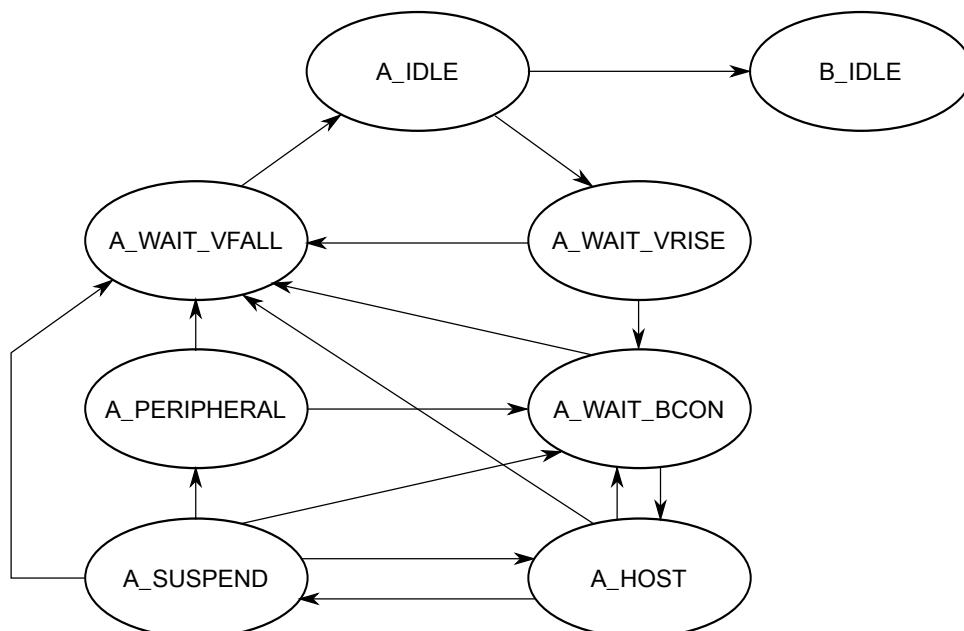 A_IDLE
B_IDLE
A_WAIT_VFALL
A_WAIT_VRISE
A_PERIPHERAL
A_WAIT_BCON
A_SUSPEND
A_HOST